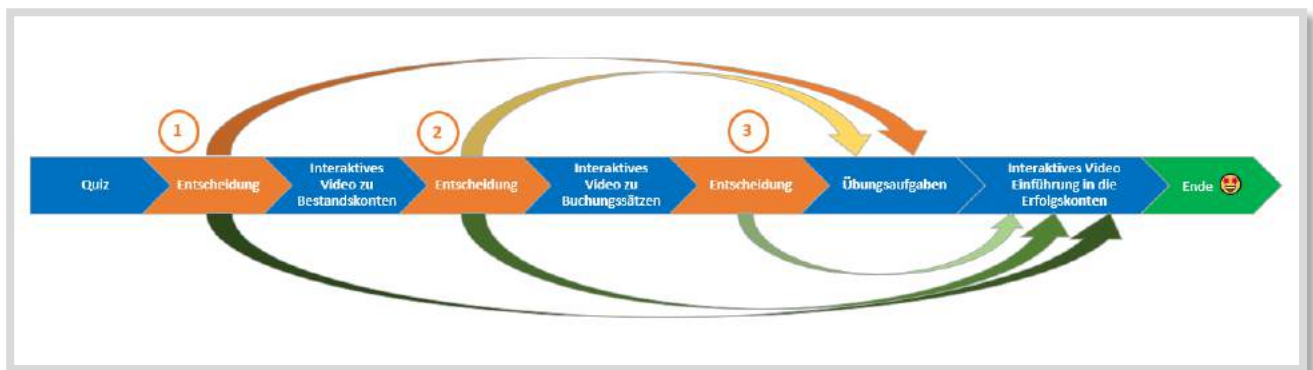 1
2
3
Quiz
Entscheidung
Interaktives
Video zu
Bestandskonten
Entscheidung
Interaktives
Video zu
Buchungssätzen
Entscheidung
Übungsaufgaben
Interaktives Video
Einführung in die
Erfolgskonten
Ende